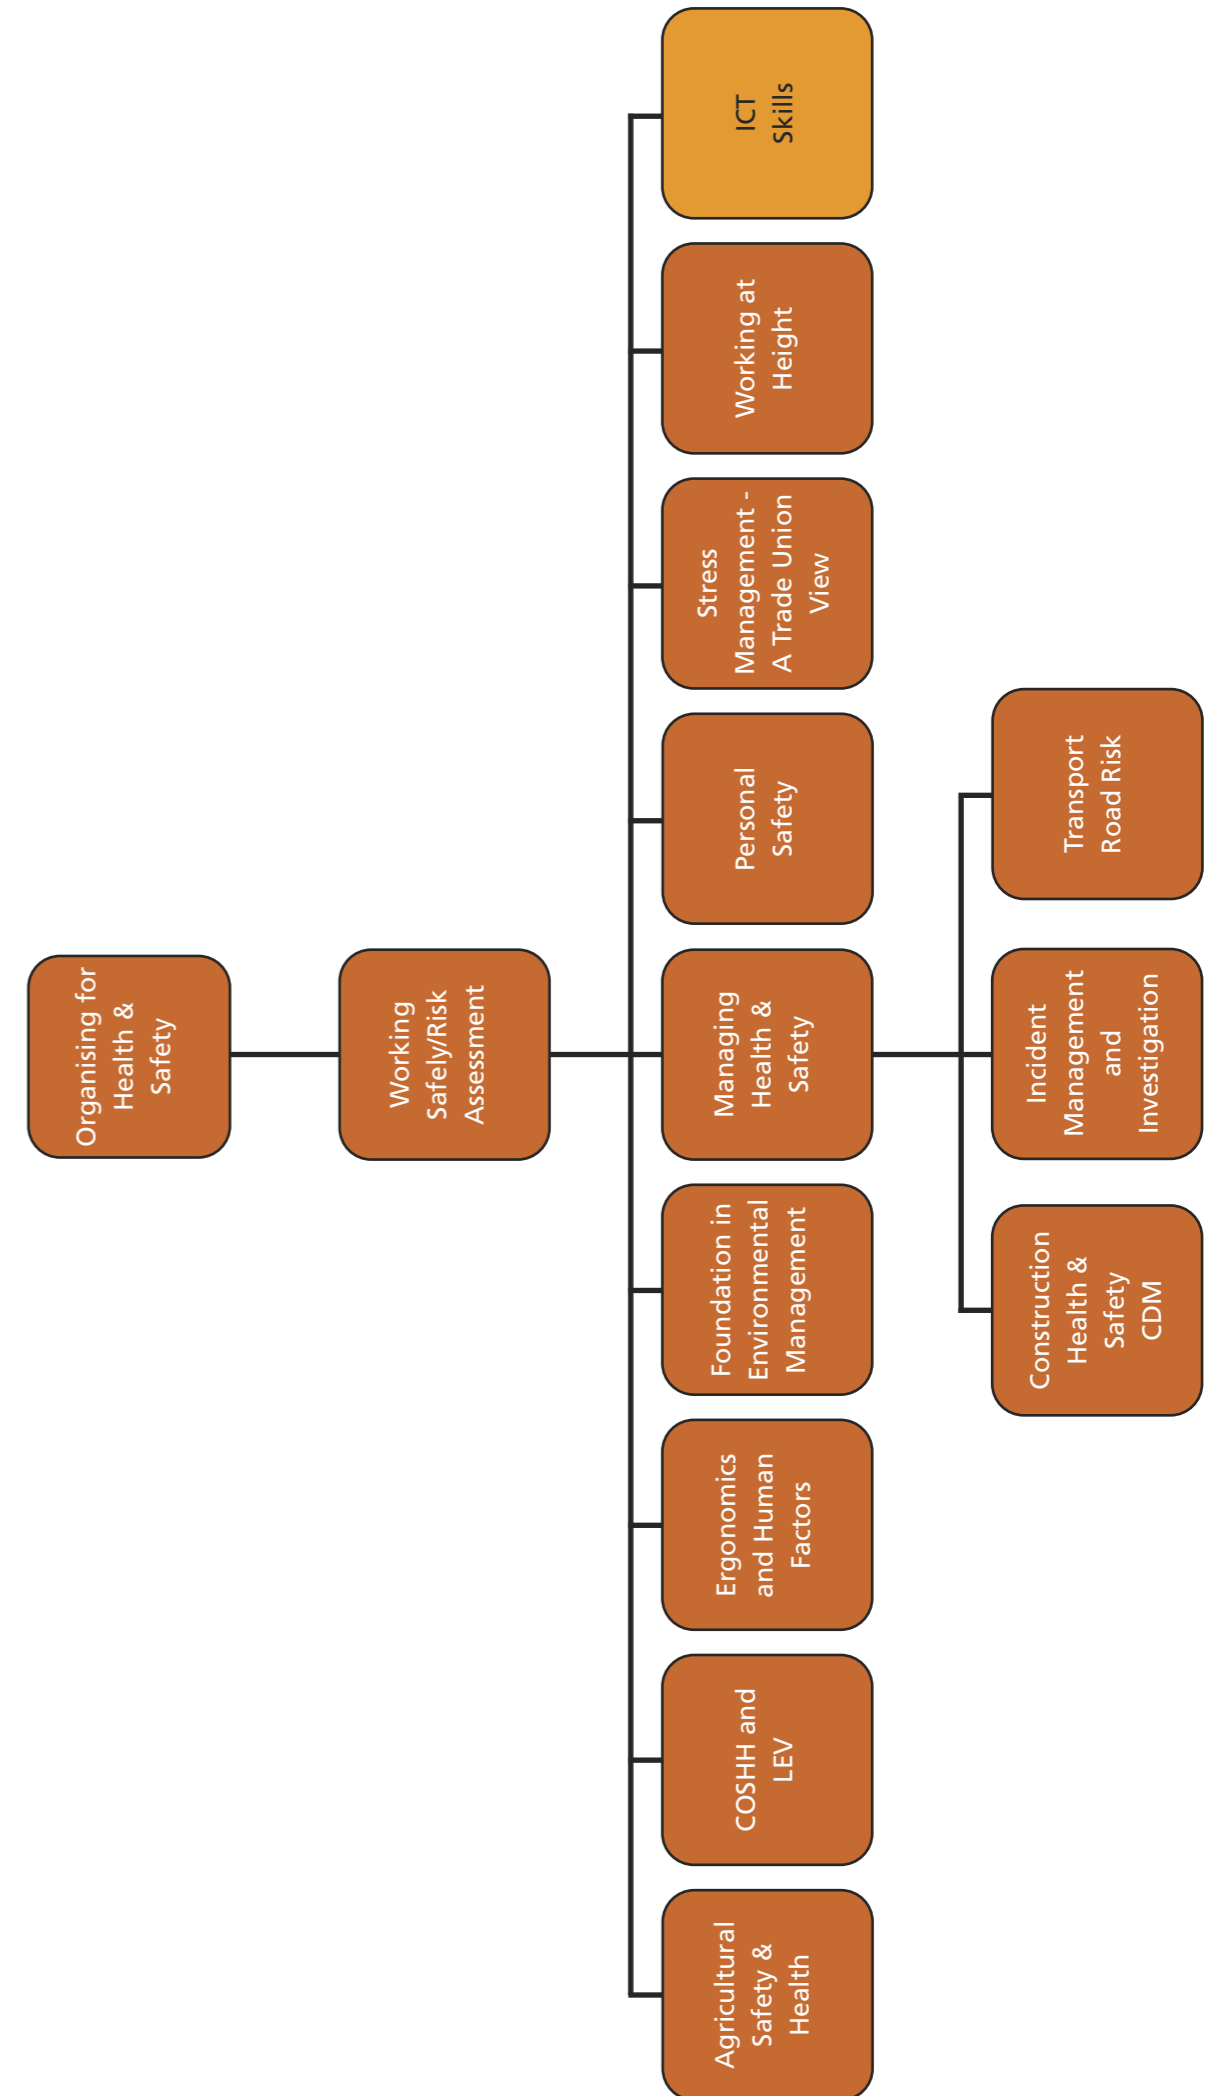 Organising for
Health &
Safety
Working
Safely/Risk
Assessment
Agricultural
Safety &
Health
COSHH and
LEV
Ergonomics
and Human
Factors
Foundation in
Environmental
Management
Managing
Health &
Safety
Personal
Safety
Stress
Management -
A Trade Union
View
Working at
Height
ICT
Skills
Construction
Health &
Safety
CDM
Incident
Management
and
Investigation
Transport
Road Risk